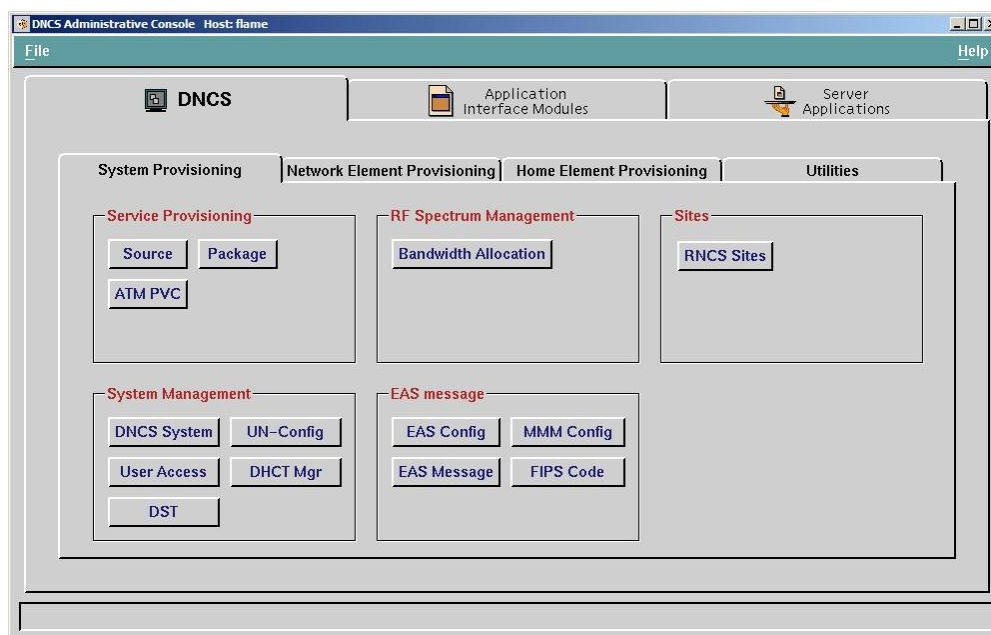 DNCS Administrative Console Host: flame
File Help
DNCS
Application
Interface Modules
Server
Applications
System Provisioning
Network Element Provisioning
Home Element Provisioning
Utilities
Service Provisioning
Source
Package
ATM PVC
RF Spectrum Management
Bandwidth Allocation
Sites
RNCS Sites
System Management
DNCS System
UN-Config
User Access
DHCT Mgr
DST
EAS message
EAS Config
MMM Config
EAS Message
FIPS Code